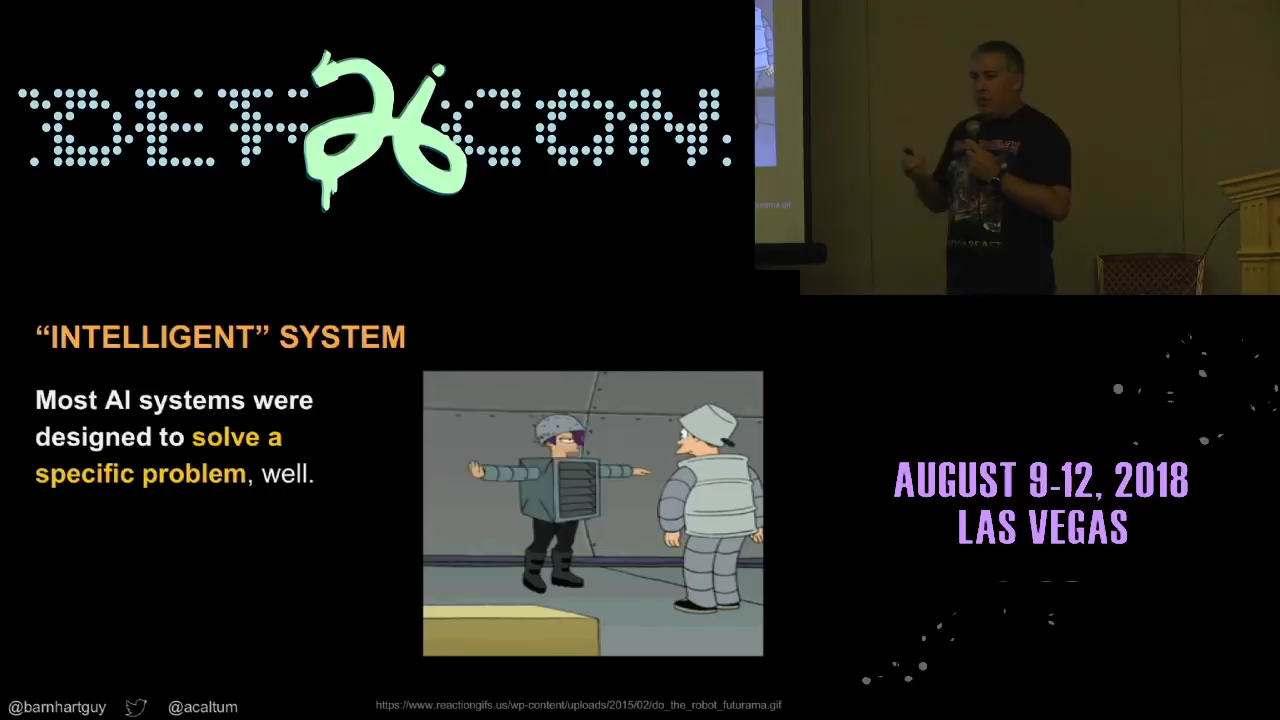 DEF CON
26
“INTELLIGENT” SYSTEM
Most AI systems were
designed to solve a
specific problem, well.
AUGUST 9-12, 2018
LAS VEGAS
@barnhartguy
@acaltum
https://www.reactiongifs.us/wp-content/uploads/2015/02/do_the_robot_futurama.gif